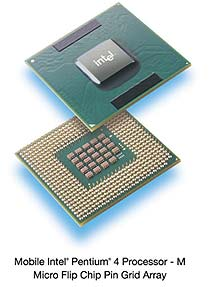 intel
Mobile Intel® Pentium® 4 Processor - M
Micro Flip Chip Pin Grid Array